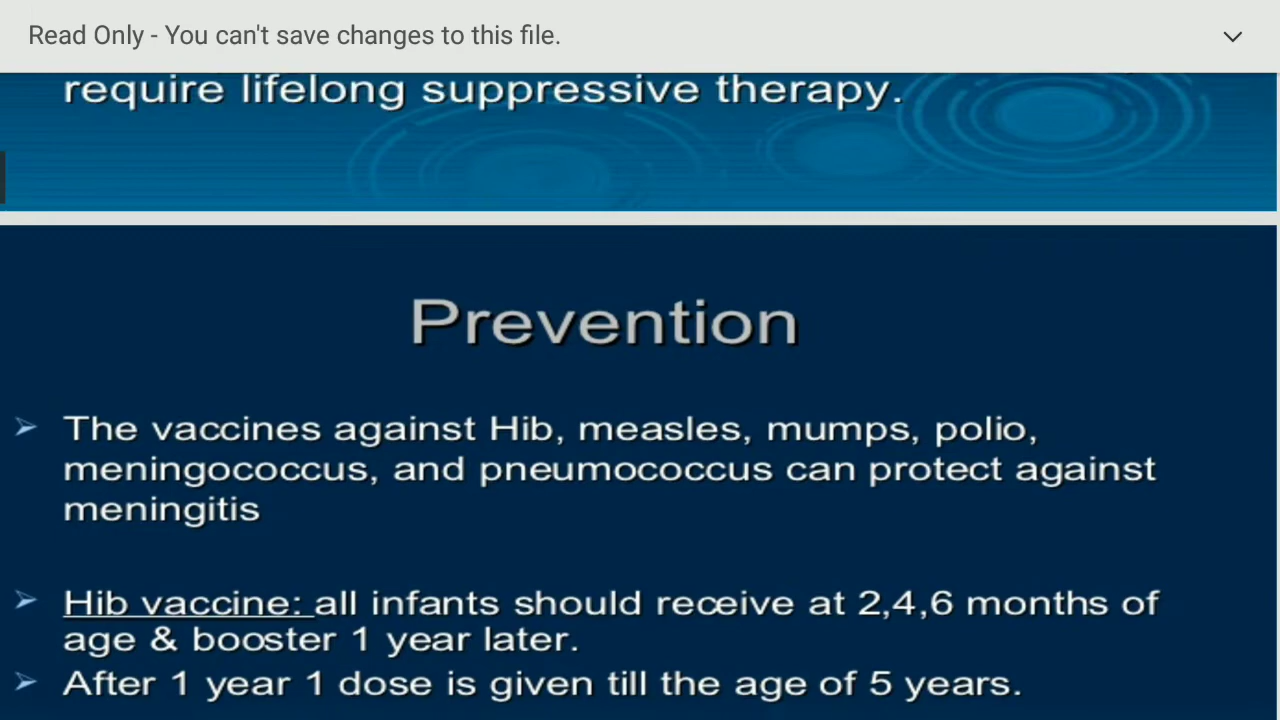 Read Only - You can't save changes to this file.
require lifelong suppressive therapy.
Prevention
The vaccines against Hib, measles, mumps, polio,
meningococcus, and pneumococcus can protect against
meningitis
Hib vaccine: all infants should receive at 2,4,6 months of
age & booster 1 year later.
After 1 year 1 dose is given till the age of 5 years.